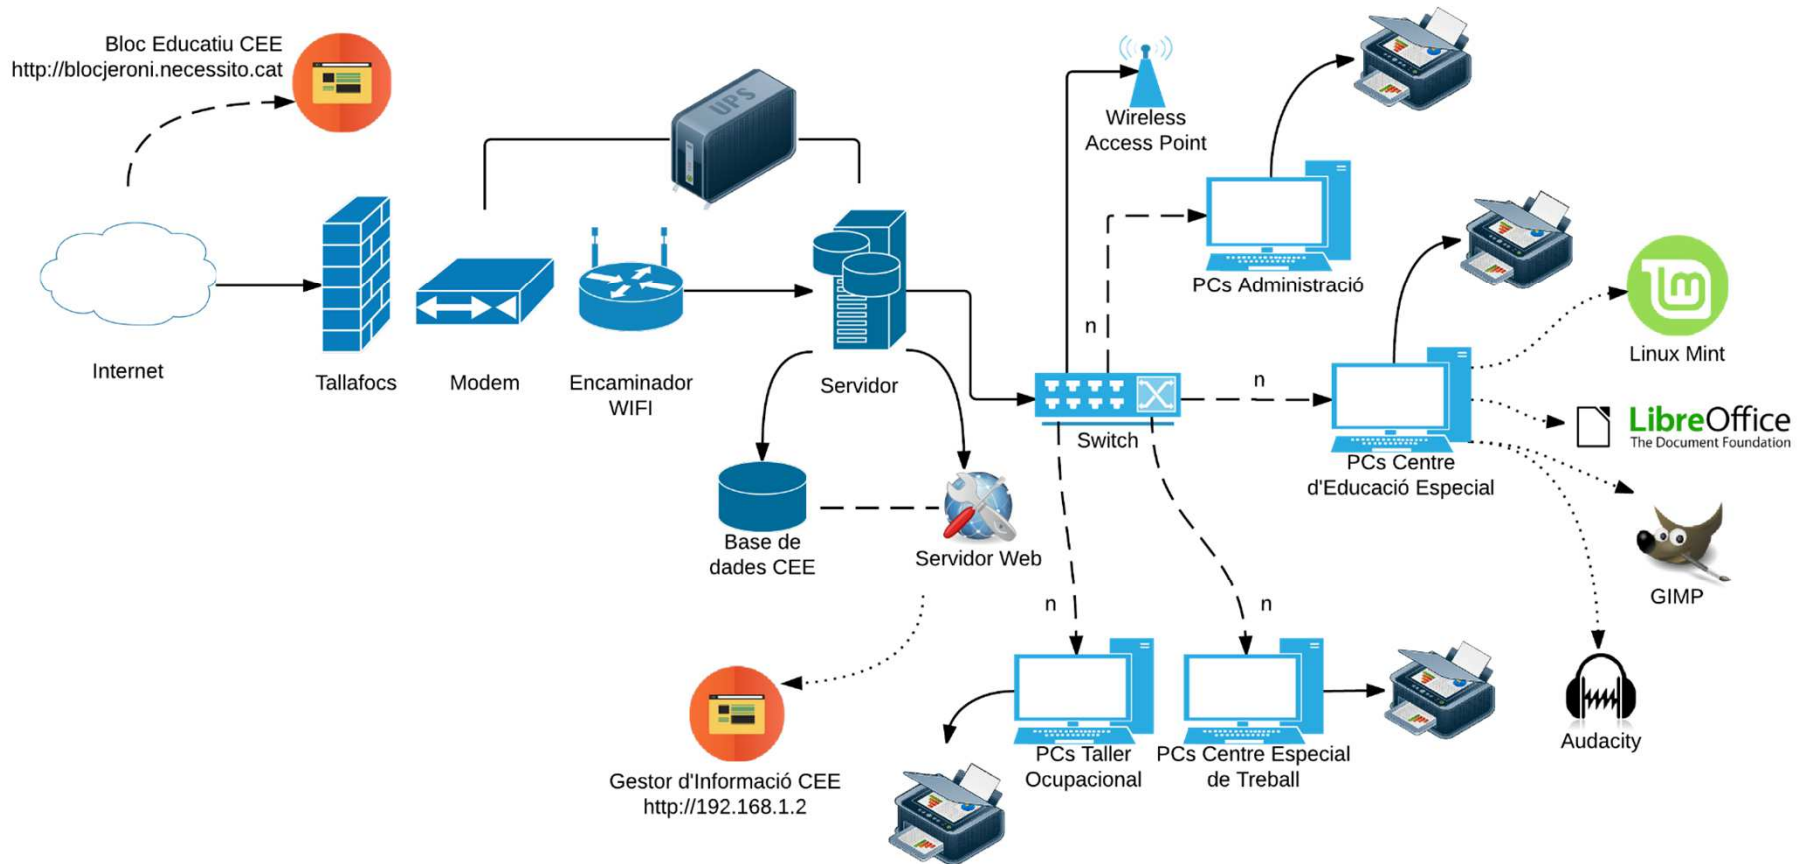 Bloc Educatiu CEE
http://blocjeroni.necessito.cat
UPS
Wireless
Access Point
PCs Administració
Internet
Tallafocs
Modem
Encaminador
WIFI
Servidor
n
n
Switch
Linux Mint
LibreOffice
The Document Foundation
PCs Centre
d'Educació Especial
Base de
dades CEE
Servidor Web
GIMP
n
n
Audacity
PCs Taller
Ocupacional
PCs Centre Especial
de Treball
Gestor d'Informació CEE
http://192.168.1.2